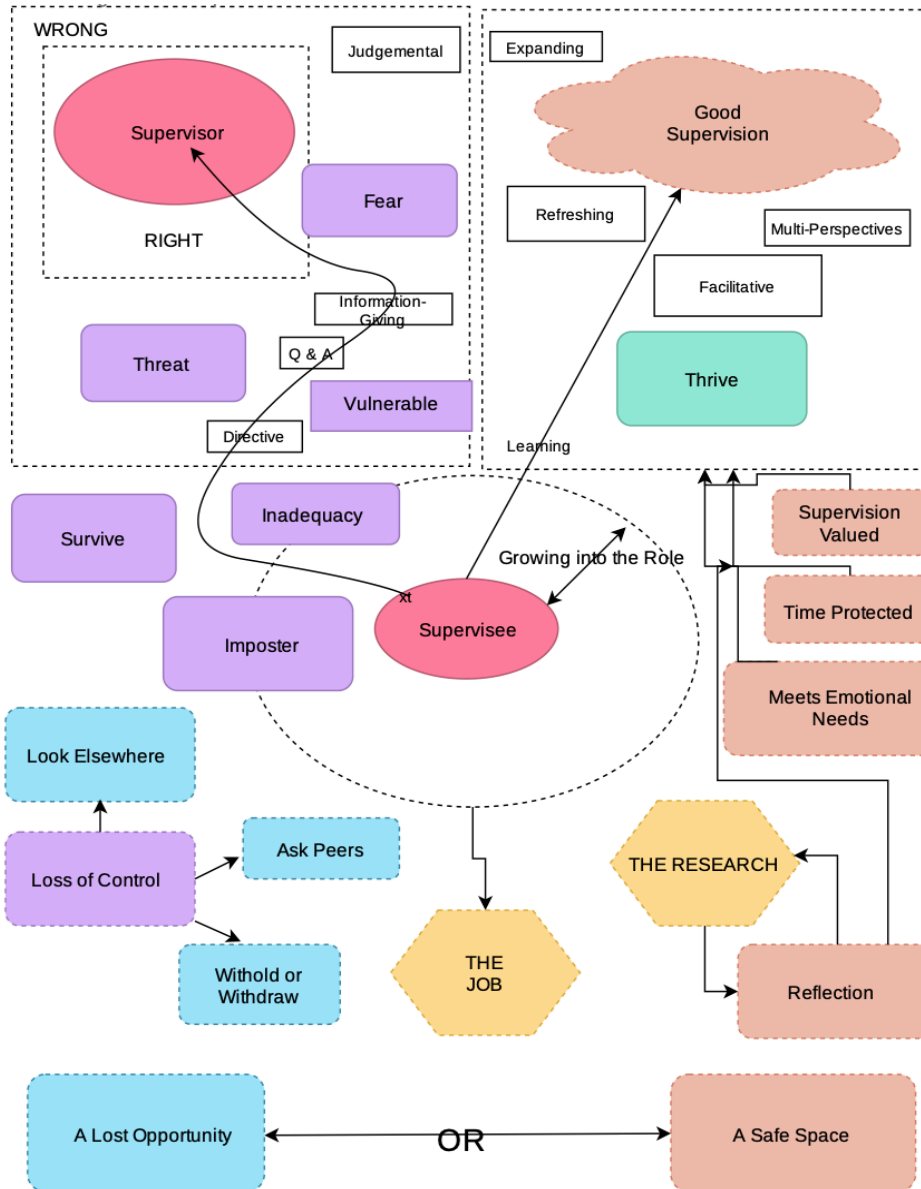 WRONG
Judgemental
Supervisor
Fear
RIGHT
Information-
Giving
Threat
Q & A
Vulnerable
Directive
Expanding
Good
Supervision
Refreshing
Multi-Perspectives
Facilitative
Thrive
Learning
Survive
Inadequacy
Growing into the Role
xt
Supervisee
Imposter
Supervision
Valued
Time Protected
Meets Emotional
Needs
Look Elsewhere
Loss of Control
Ask Peers
Withold or
Withdraw
THE
JOB
THE RESEARCH
Reflection
A Lost Opportunity
OR
A Safe Space